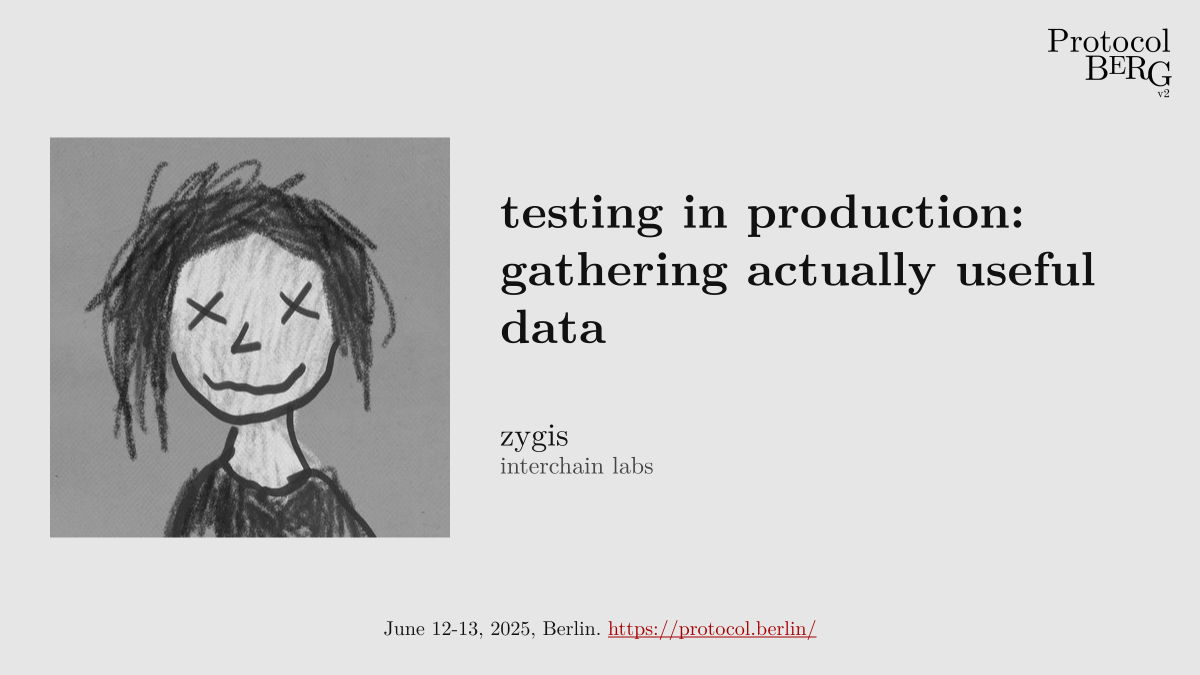 Protocol
BERG
v2
testing in production:
gathering actually useful
data
zygis
interchain labs
June 12-13, 2025, Berlin. https://protocol.berlin/